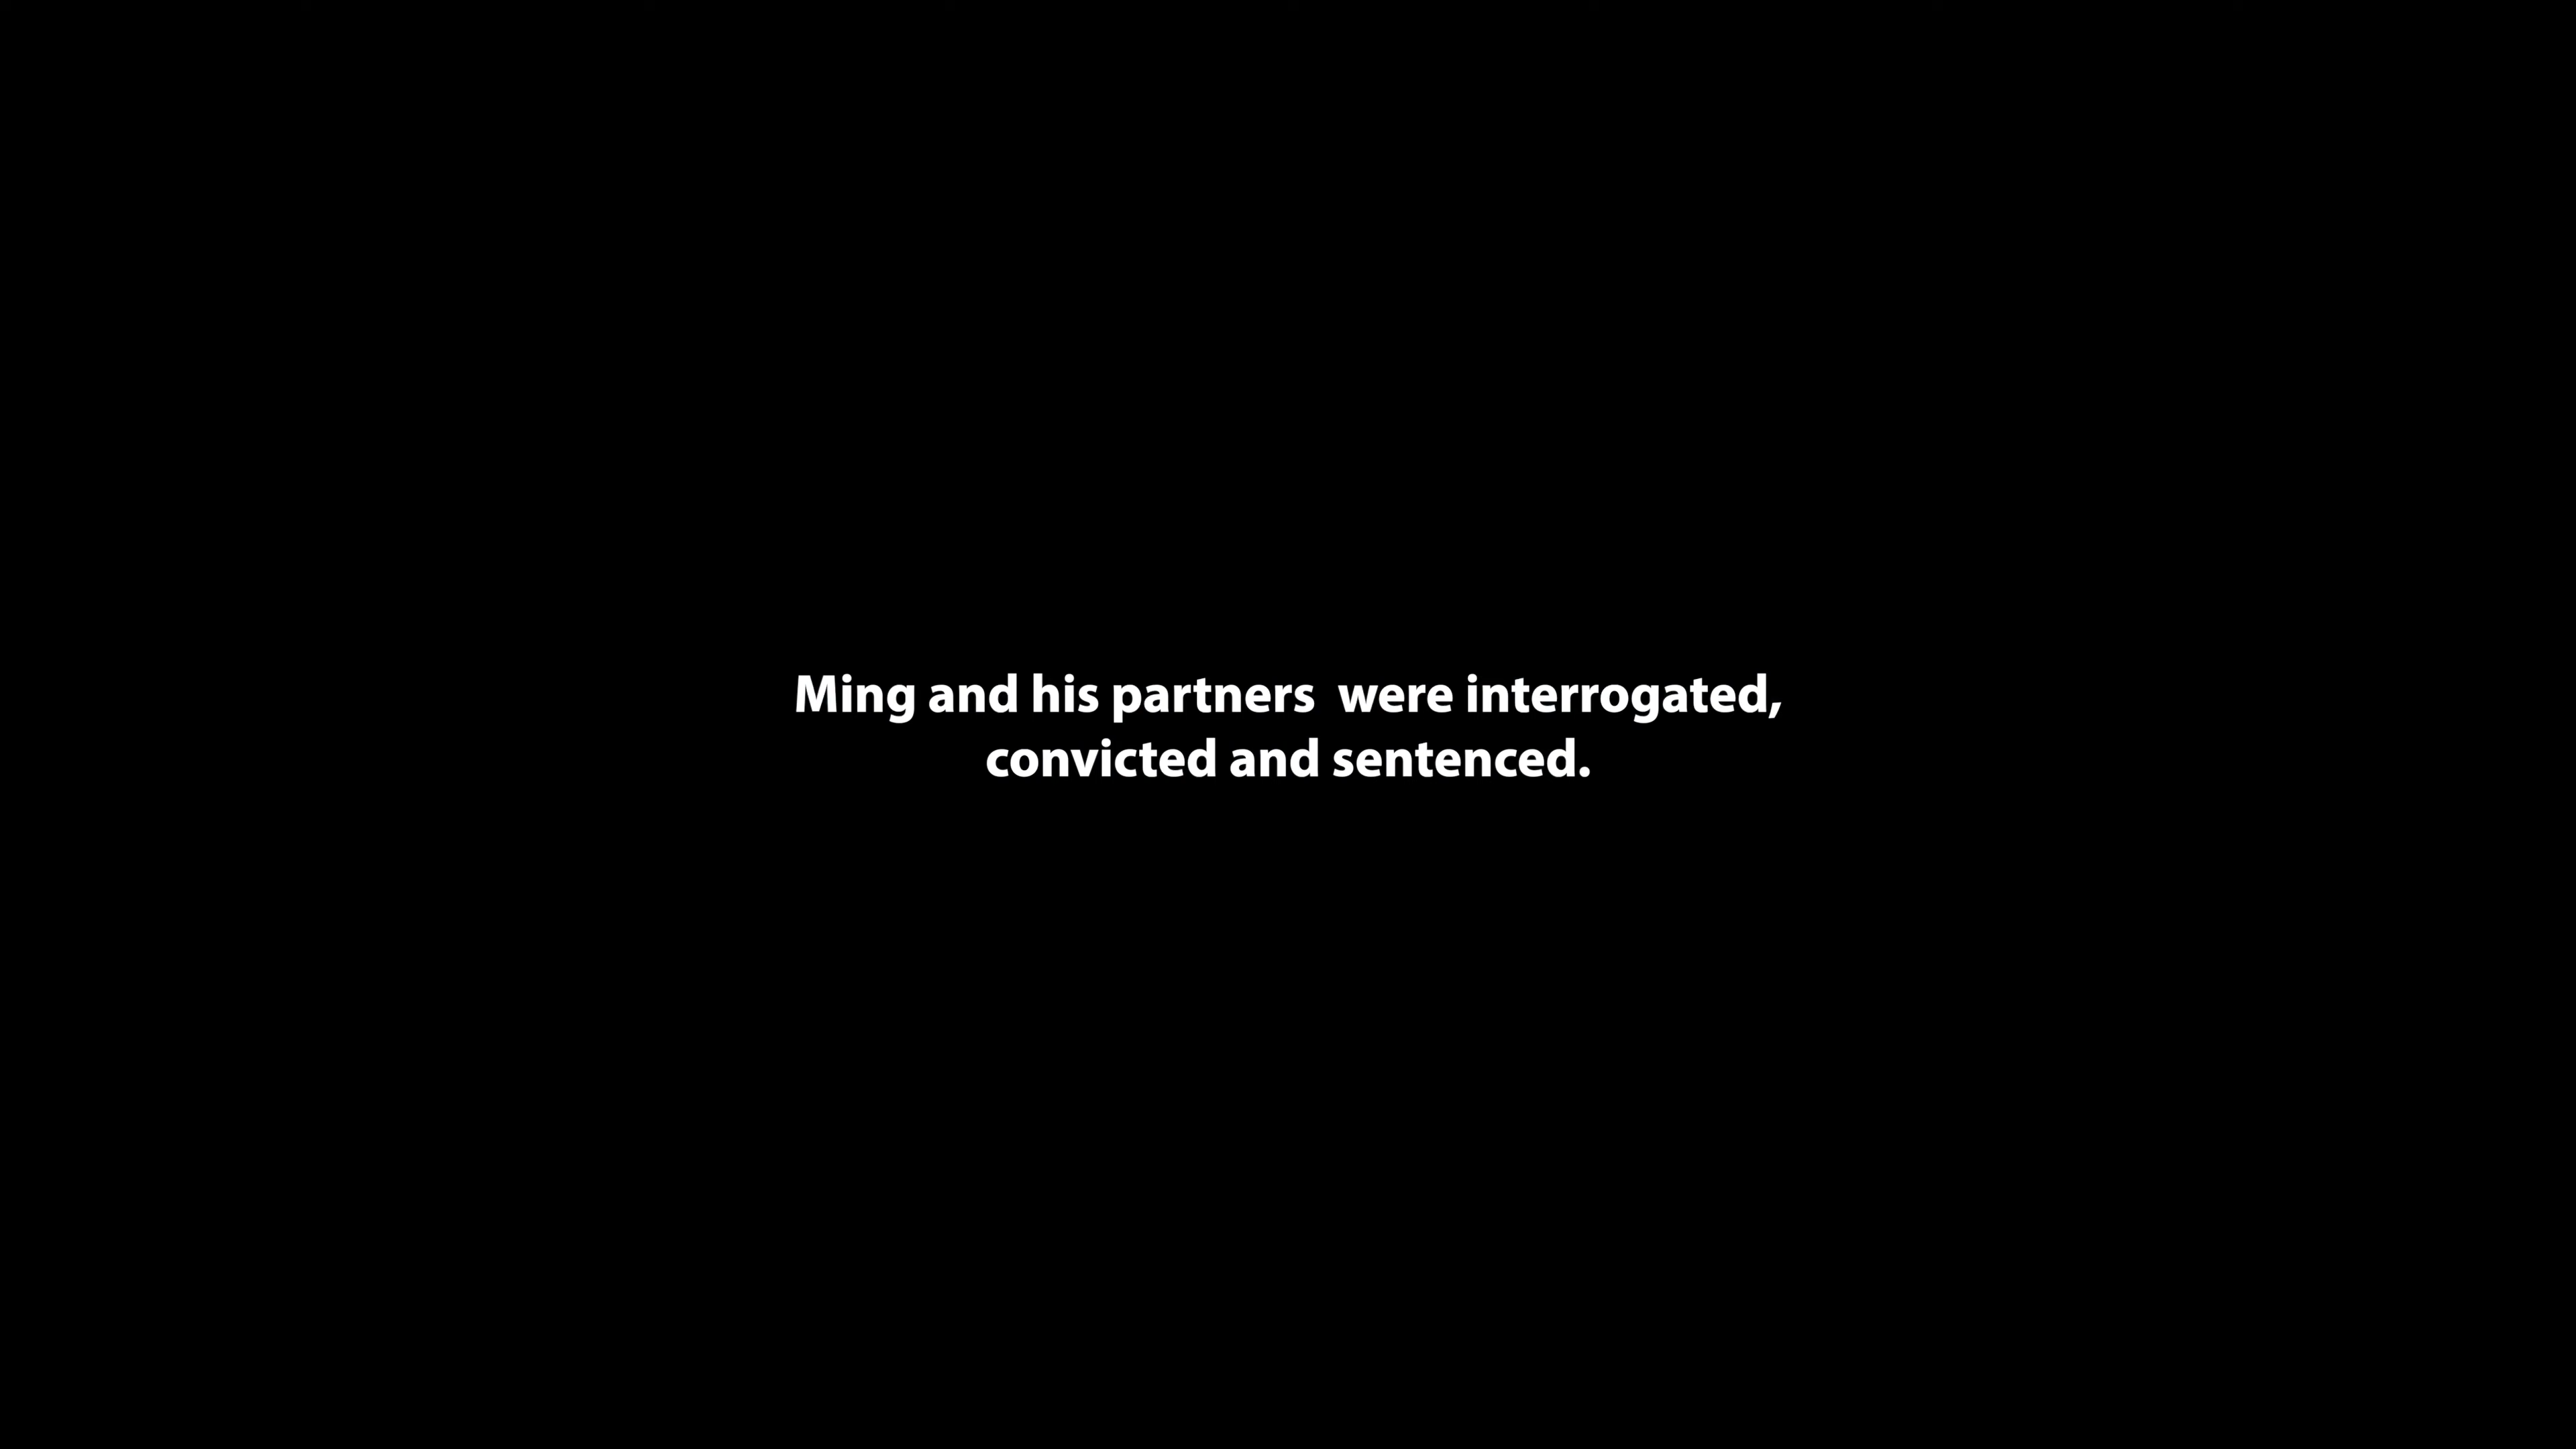 Ming and his partners  were interrogated,
convicted and sentenced.